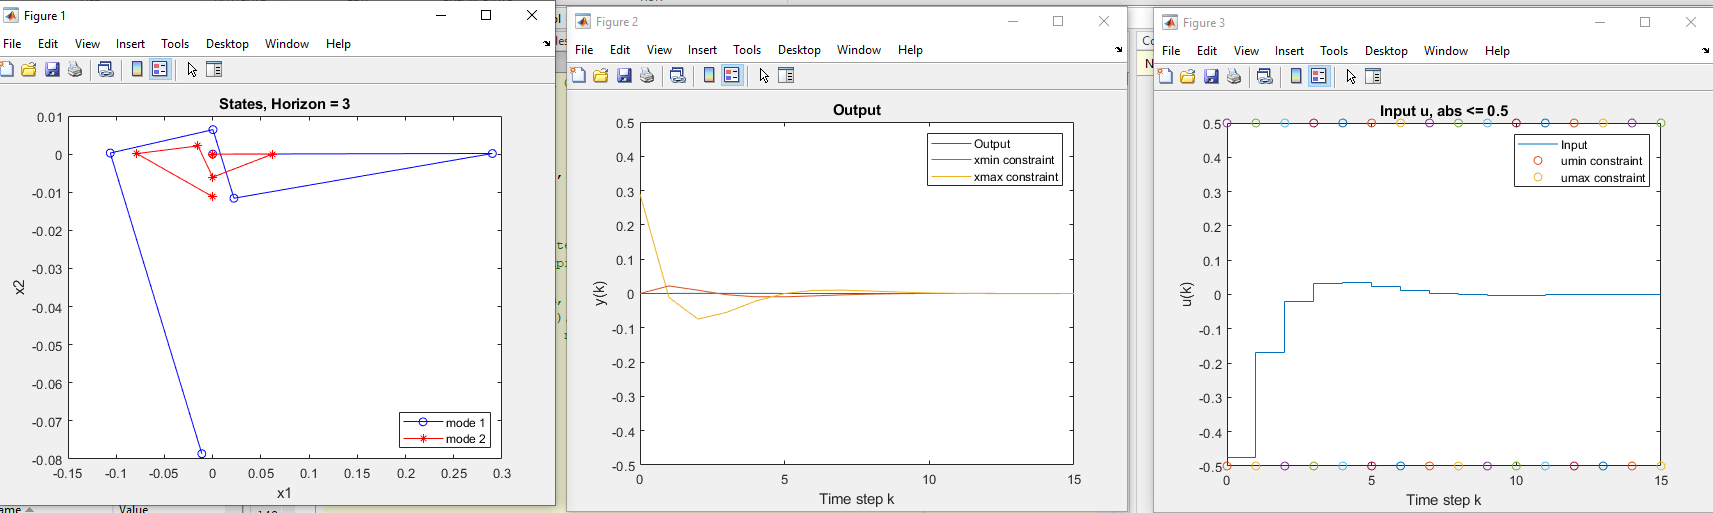 Figure 1
File Edit View Insert Tools Desktop Window Help
States, Horizon = 3
0.01
0
-0.01
-0.02
-0.03
-0.04
-0.05
-0.06
-0.07
-0.08
x2
-0.15 -0.1 -0.05 0 0.05 0.1 0.15 0.2 0.25 0.3
x1
mode 1
mode 2
Value
Figure 2
File Edit View Insert Tools Desktop Window Help
Output
0.5
0.4
0.3
0.2
0.1
0
-0.1
-0.2
-0.3
-0.4
-0.5
y(k)
0 5 10 15
Time step k
Output
xmin constraint
xmax constraint
Figure 3
File Edit View Insert Tools Desktop Window Help
Input u, abs <= 0.5
0.5
0.4
0.3
0.2
0.1
0
-0.1
-0.2
-0.3
-0.4
-0.5
u(k)
0 5 10 15
Time step k
Input
umin constraint
umax constraint